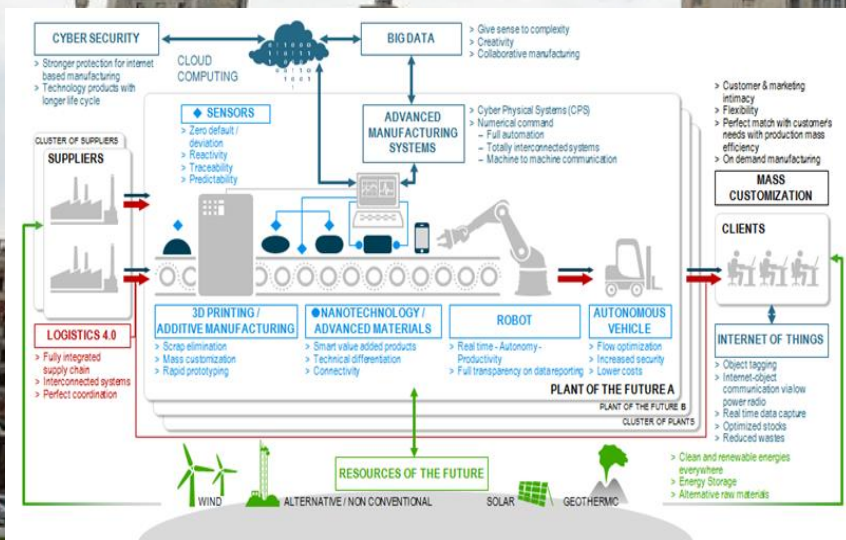 CYBER SECURITY
> Stronger protection for internet
based manufacturing
> Technology products with
longer life cycle
CLOUD
COMPUTING
BIG DATA
> Give sense to complexity
> Creativity
> Collaborative manufacturing
SENSORS
> Zero default /
deviation
> Reactivity
> Traceability
> Predictability
ADVANCED
MANUFACTURING
SYSTEMS
> Cyber Physical Systems (CPS)
> Numerical command
– Full automation
– Totally interconnected systems
– Machine to machine communication
> Customer & marketing
intimacy
> Flexibility
> Perfect match with customer's
needs with production mass
efficiency
> On demand manufacturing
MASS
CUSTOMIZATION
CLUSTER OF SUPPLIERS
SUPPLIERS
CLIENTS
LOGISTICS 4.0
> Fully integrated
supply chain
> Interconnected systems
> Perfect coordination
3D PRINTING /
ADDITIVE MANUFACTURING
> Scrap elimination
> Mass customization
> Rapid prototyping
NANOTECHNOLOGY /
ADVANCED MATERIALS
> Smart value added products
> Technical differentiation
> Connectivity
ROBOT
> Real time - Autonomy -
Productivity
> Full transparency on data reporting
AUTONOMOUS
VEHICLE
> Flow optimization
> Increased security
> Lower costs
PLANT OF THE FUTURE A
PLANT OF THE FUTURE B
CLUSTER OF PLANTS
INTERNET OF THINGS
> Object tagging
> Internet-object
communication via low
power radio
> Real time data capture
> Optimized stocks
> Reduced wastes
RESOURCES OF THE FUTURE
WIND
ALTERNATIVE / NON CONVENTIONAL
SOLAR
GEOTHERMIC
> Clean and renewable energies
everywhere
> Energy Storage
> Alternative raw materials